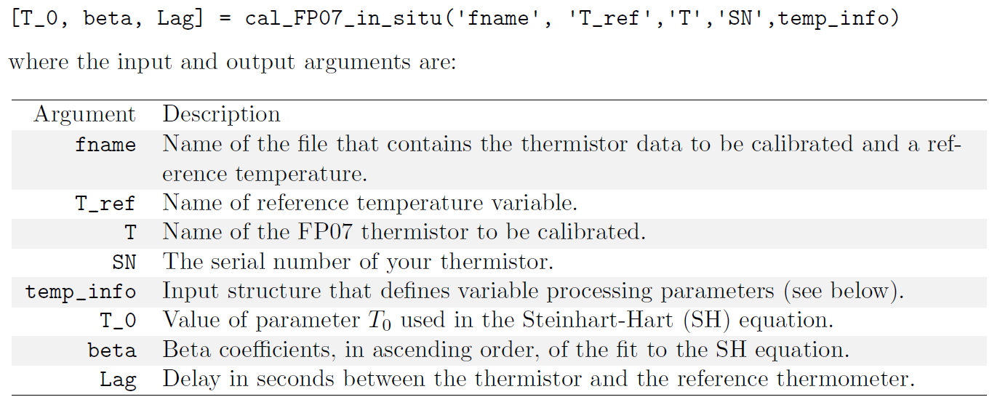 [T_0, beta, Lag] = cal_FP07_in_situ('fname', 'T_ref','T','SN',temp_info)
where the input and output arguments are:
Argument Description
fname Name of the file that contains the thermistor data to be calibrated and a ref-
erence temperature.
T_ref Name of reference temperature variable.
T Name of the FP07 thermistor to be calibrated.
SN The serial number of your thermistor.
temp_info Input structure that defines variable processing parameters (see below).
T_0 Value of parameter T0 used in the Steinhart-Hart (SH) equation.
beta Beta coefficients, in ascending order, of the fit to the SH equation.
Lag Delay in seconds between the thermistor and the reference thermometer.